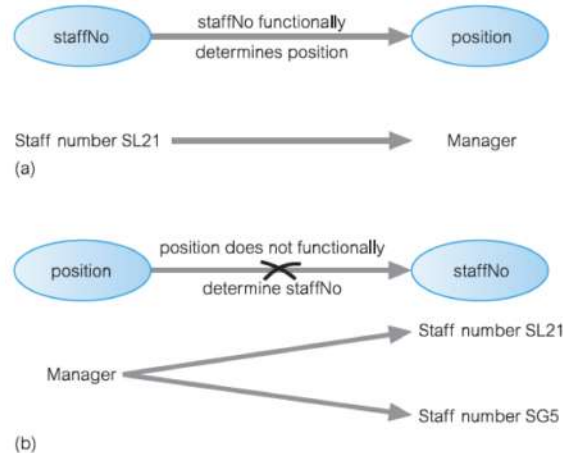 staffNo
staffNo functionally
determines position
position
Staff number SL21
Manager
(a)
position
position does not functionally
determine staffNo
staffNo
Staff number SL21
Manager
Staff number SG5
(b)